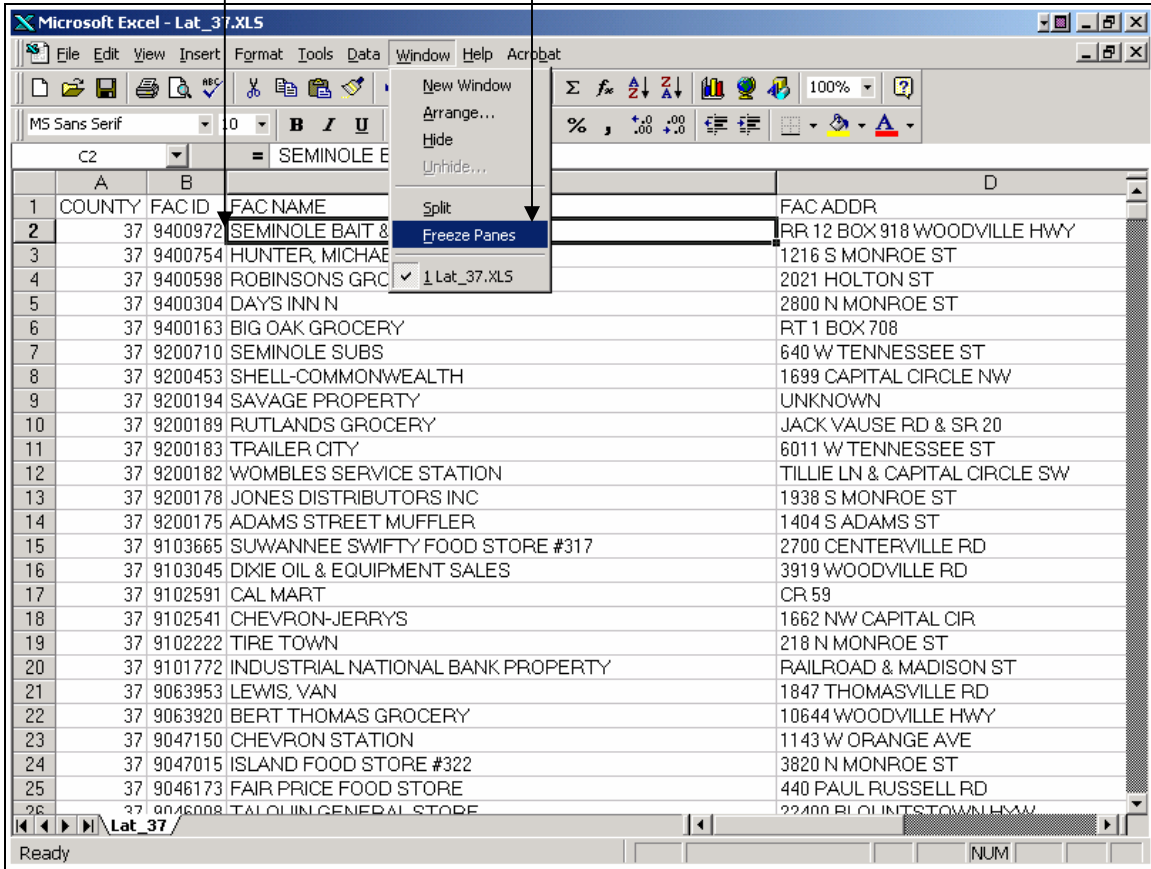 Microsoft Excel - Lat_37.XLS
File Edit View Insert Format Tools Data Window Help Acrobat
100%
MS Sans Serif 10 B I U % ,
C2 = SEMINOLE B
New Window
Arrange...
Hide
Unhide...
Split
Freeze Panes
1 Lat_37.XLS
A B D
1 COUNTY FAC ID FAC NAME FAC ADDR
2 37 9400972 SEMINOLE BAIT & RR 12 BOX 918 WOODVILLE HWY
3 37 9400754 HUNTER, MICHAE 1216 S MONROE ST
4 37 9400598 ROBINSONS GRO 2021 HOLTON ST
5 37 9400304 DAYS INN N 2800 N MONROE ST
6 37 9400163 BIG OAK GROCERY RT 1 BOX 708
7 37 9200710 SEMINOLE SUBS 640 W TENNESSEE ST
8 37 9200453 SHELL-COMMONWEALTH 1699 CAPITAL CIRCLE NW
9 37 9200194 SAVAGE PROPERTY UNKNOWN
10 37 9200189 RUTLANDS GROCERY JACK VAUSE RD & SR 20
11 37 9200183 TRAILER CITY 6011 W TENNESSEE ST
12 37 9200182 WOMBLES SERVICE STATION TILLIE LN & CAPITAL CIRCLE SW
13 37 9200178 JONES DISTRIBUTORS INC 1938 S MONROE ST
14 37 9200175 ADAMS STREET MUFFLER 1404 S ADAMS ST
15 37 9103665 SUWANNEE SWIFTY FOOD STORE #317 2700 CENTERVILLE RD
16 37 9103045 DIXIE OIL & EQUIPMENT SALES 3919 WOODVILLE RD
17 37 9102591 CAL MART CR 59
18 37 9102541 CHEVRON-JERRY'S 1662 NW CAPITAL CIR
19 37 9102222 TIRE TOWN 218 N MONROE ST
20 37 9101772 INDUSTRIAL NATIONAL BANK PROPERTY RAILROAD & MADISON ST
21 37 9063953 LEWIS, VAN 1847 THOMASVILLE RD
22 37 9063920 BERT THOMAS GROCERY 10644 WOODVILLE HWY
23 37 9047150 CHEVRON STATION 1143 W ORANGE AVE
24 37 9047015 ISLAND FOOD STORE #322 3820 N MONROE ST
25 37 9046173 FAIR PRICE FOOD STORE 440 PAUL RUSSELL RD
26 37 9046008 TALQUIN GENERAL STORE 22400 BLOUNTSTOWN HYW
Lat_37
Ready NUM